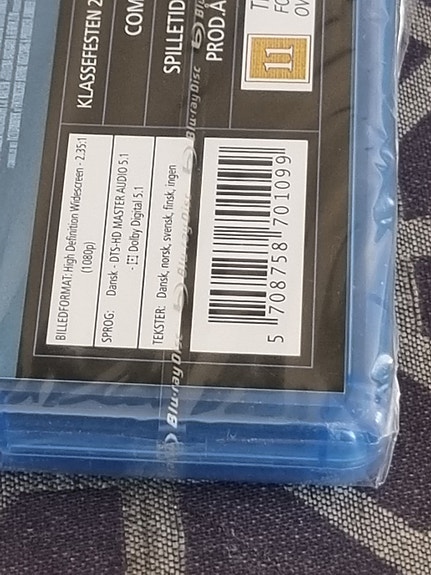 KLASSEFESTEN 2
COM
SPILLETID
PROD.Å
11
BILLEDFORMAT: High Definition Widescreen - 2.35:1
(1080p)
SPROG: Dansk - DTS-HD MASTER AUDIO 5.1
- Dolby Digital 5.1
TEKSTER: Dansk, norsk, svensk, finsk, ingen
5 708758 701099
Blu-ray Disc
Blu-ray Disc
Blu-ray Disc